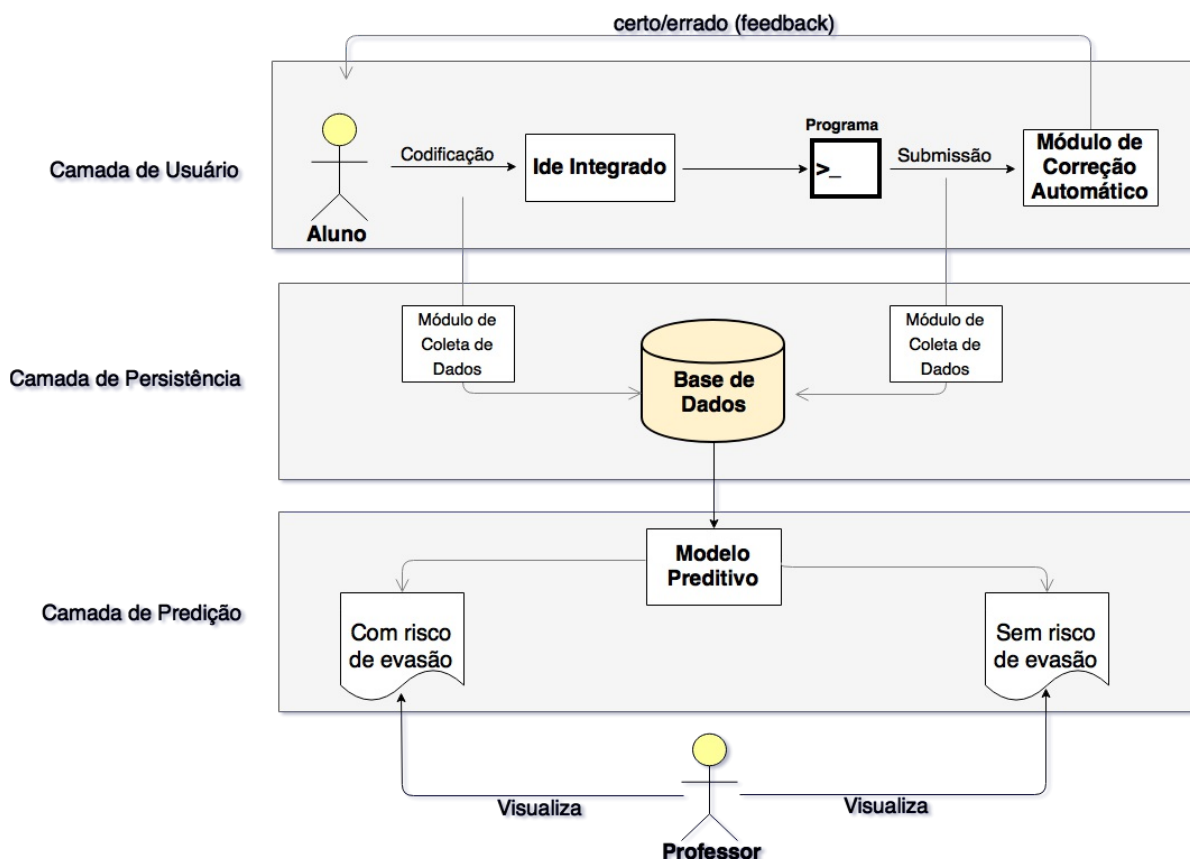 certo/errado (feedback)
Camada de Usuário
Codificação
Ide Integrado
Programa
>_
Submissão
Módulo de
Correção
Automático
Aluno
Camada de Persistência
Módulo de
Coleta de
Dados
Base de
Dados
Módulo de
Coleta de
Dados
Camada de Predição
Modelo
Preditivo
Com risco
de evasão
Sem risco
de evasão
Visualiza
Visualiza
Professor